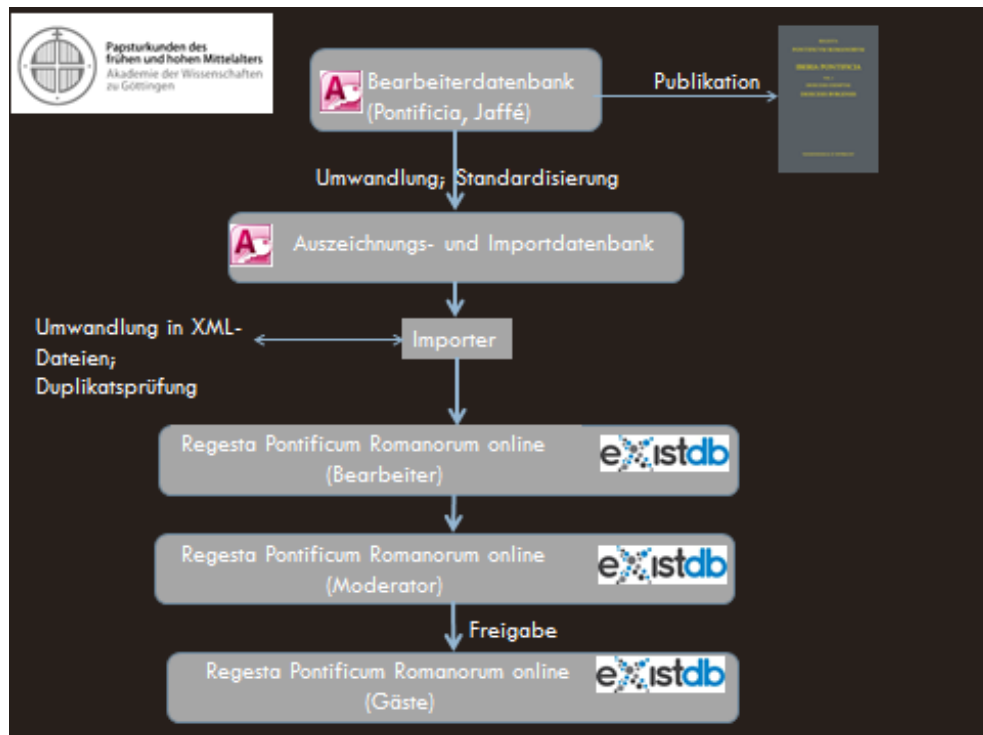 Papsturkunden des
frühen und hohen Mittelalters
Akademie der Wissenschaften
zu Göttingen
Bearbeiterdatenbank
(Pontificia, Jaffé)
Publikation
IBERIA PONTIFICIA
Umwandlung; Standardisierung
Auszeichnungs- und Importdatenbank
Umwandlung in XML-
Dateien;
Duplikatsprüfung
Importer
Regesta Pontificum Romanorum online
(Bearbeiter)
eXistdb
Regesta Pontificum Romanorum online
(Moderator)
eXistdb
Freigabe
Regesta Pontificum Romanorum online
(Gäste)
eXistdb